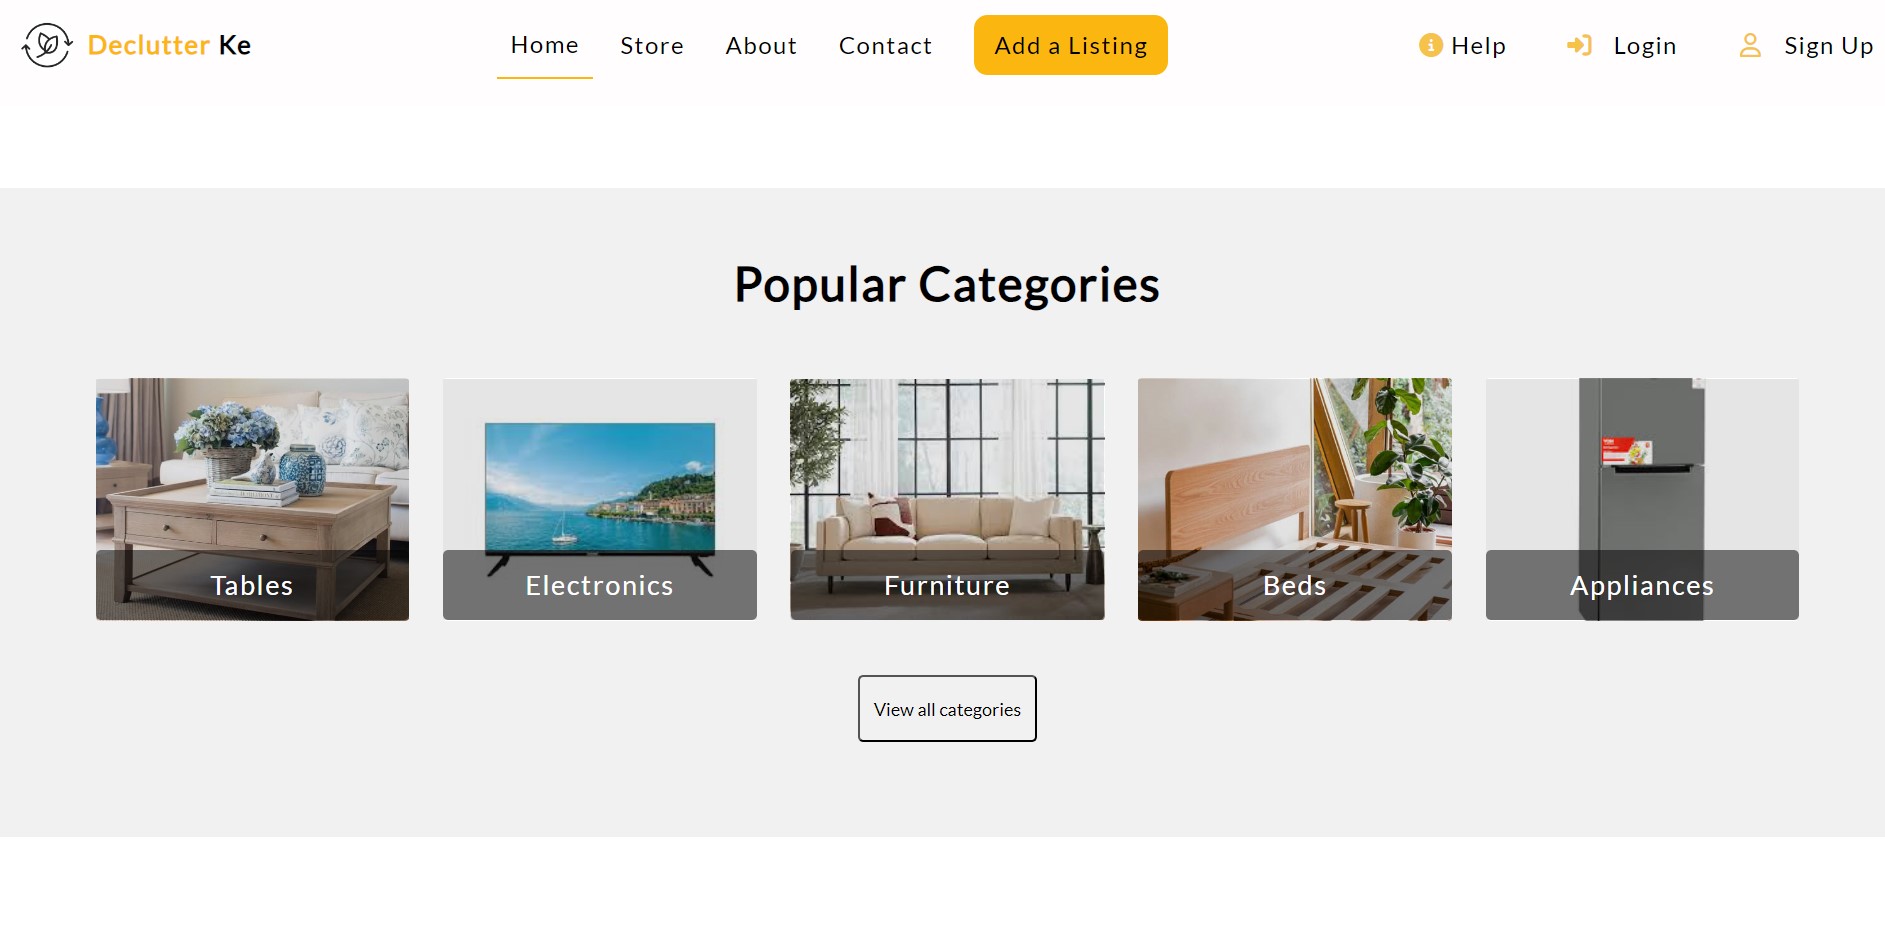 Declutter Ke
Home
Store
About
Contact
Add a Listing
Help
Login
Sign Up
Popular Categories
Tables
Electronics
Furniture
Beds
Appliances
View all categories